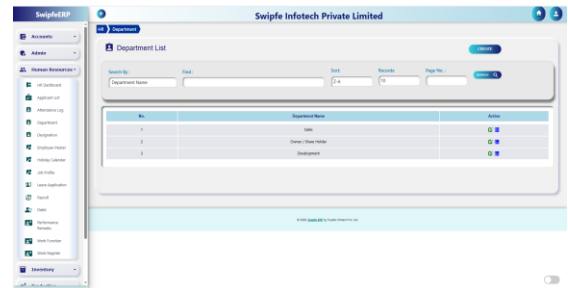 SwipfeERP
Swipfe Infotech Private Limited
HR
Department
Accounts
Admin
Human Resources
HR Dashboard
Applicant List
Attendance Log
Department
Designation
Employee Master
Holiday Calendar
Job Profile
Leave Application
Payroll
Performance Remarks
Work Function
Work Register
Inventory
Department List
CREATE
Search By :
Find :
Sort
Records
Page No. :
Department Name
Z-A
10
SEARCH
No.
Department Name
Action
1
Sales
2
Owner / Share Holder
3
Development